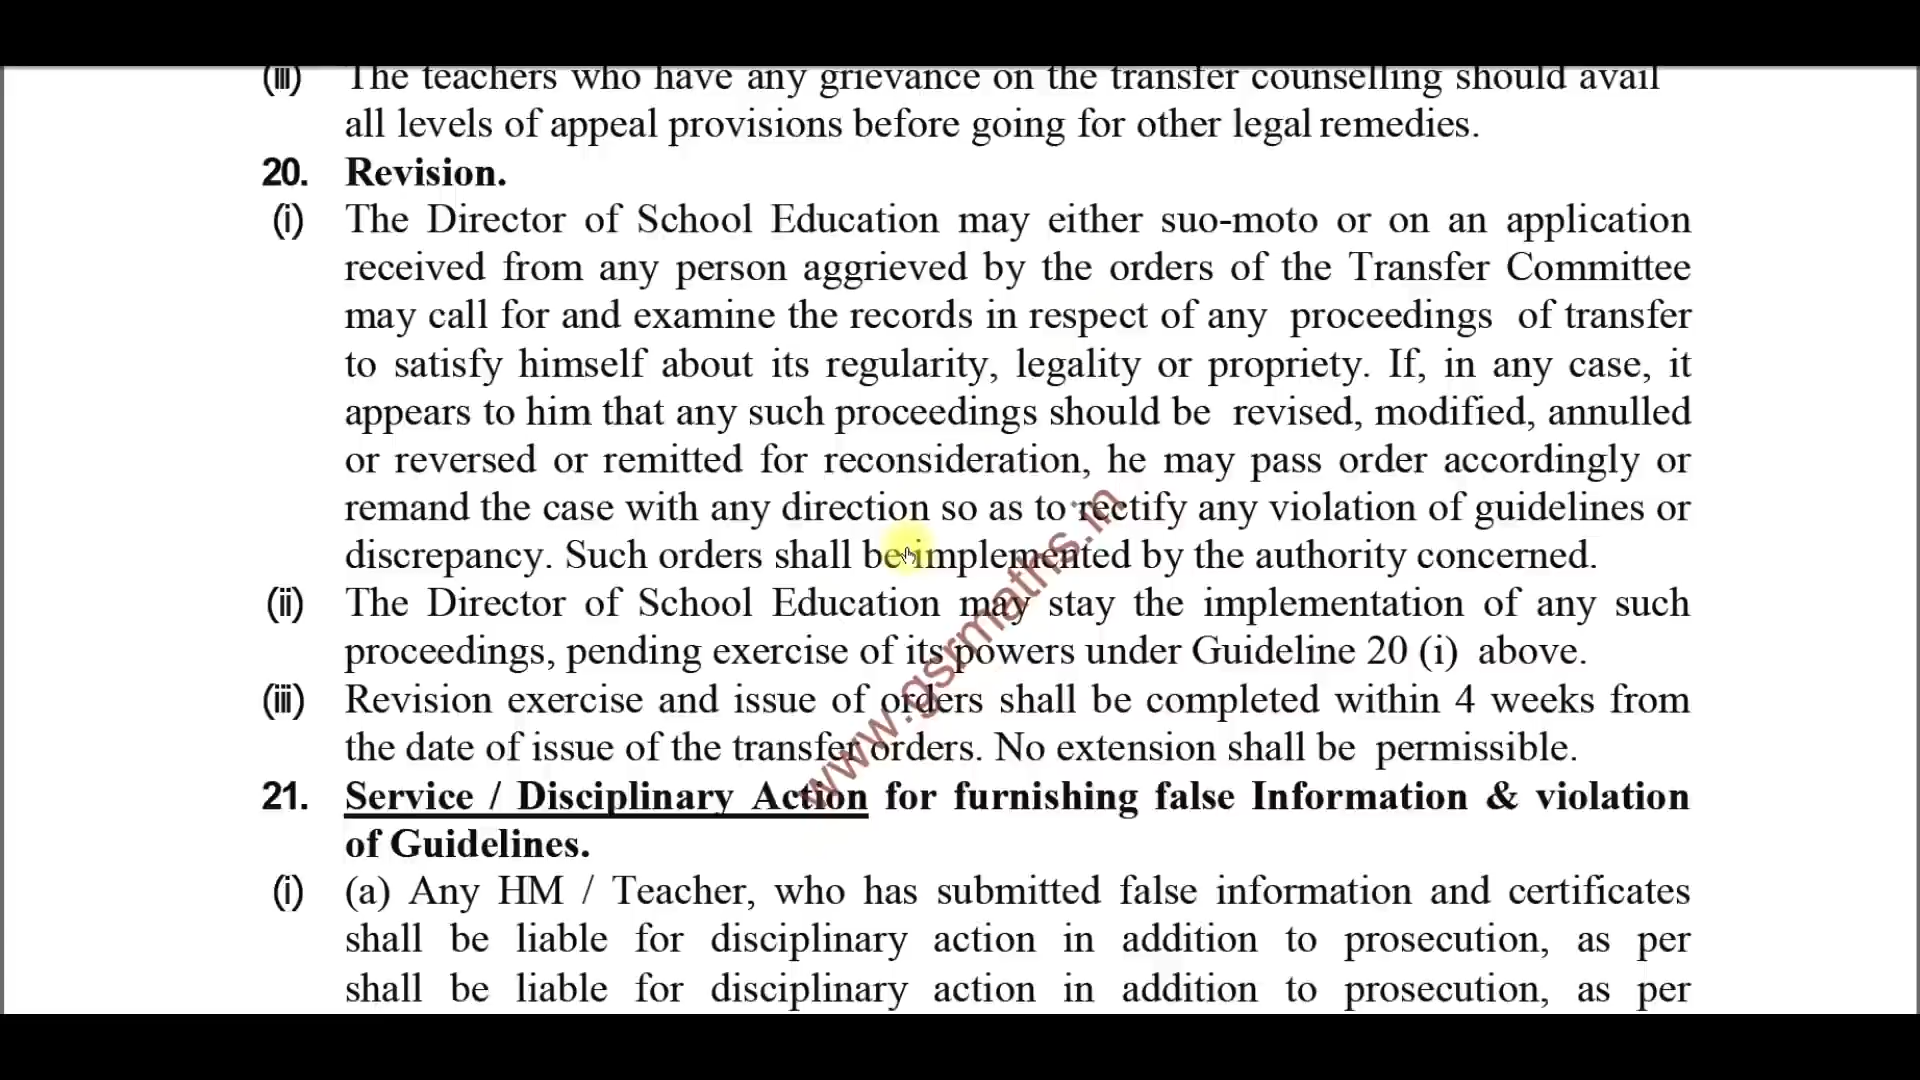 (iii) The teachers who have any grievance on the transfer counselling should avail
all levels of appeal provisions before going for other legal remedies.
20. Revision.
(i) The Director of School Education may either suo-moto or on an application
received from any person aggrieved by the orders of the Transfer Committee
may call for and examine the records in respect of any proceedings of transfer
to satisfy himself about its regularity, legality or propriety. If, in any case, it
appears to him that any such proceedings should be revised, modified, annulled
or reversed or remitted for reconsideration, he may pass order accordingly or
remand the case with any direction so as to rectify any violation of guidelines or
discrepancy. Such orders shall be implemented by the authority concerned.
(ii) The Director of School Education may stay the implementation of any such
proceedings, pending exercise of its powers under Guideline 20 (i) above.
(iii) Revision exercise and issue of orders shall be completed within 4 weeks from
the date of issue of the transfer orders. No extension shall be permissible.
21. Service / Disciplinary Action for furnishing false Information & violation
of Guidelines.
(i) (a) Any HM / Teacher, who has submitted false information and certificates
shall be liable for disciplinary action in addition to prosecution, as per
shall be liable for disciplinary action in addition to prosecution, as per
www.gsrmaths.in